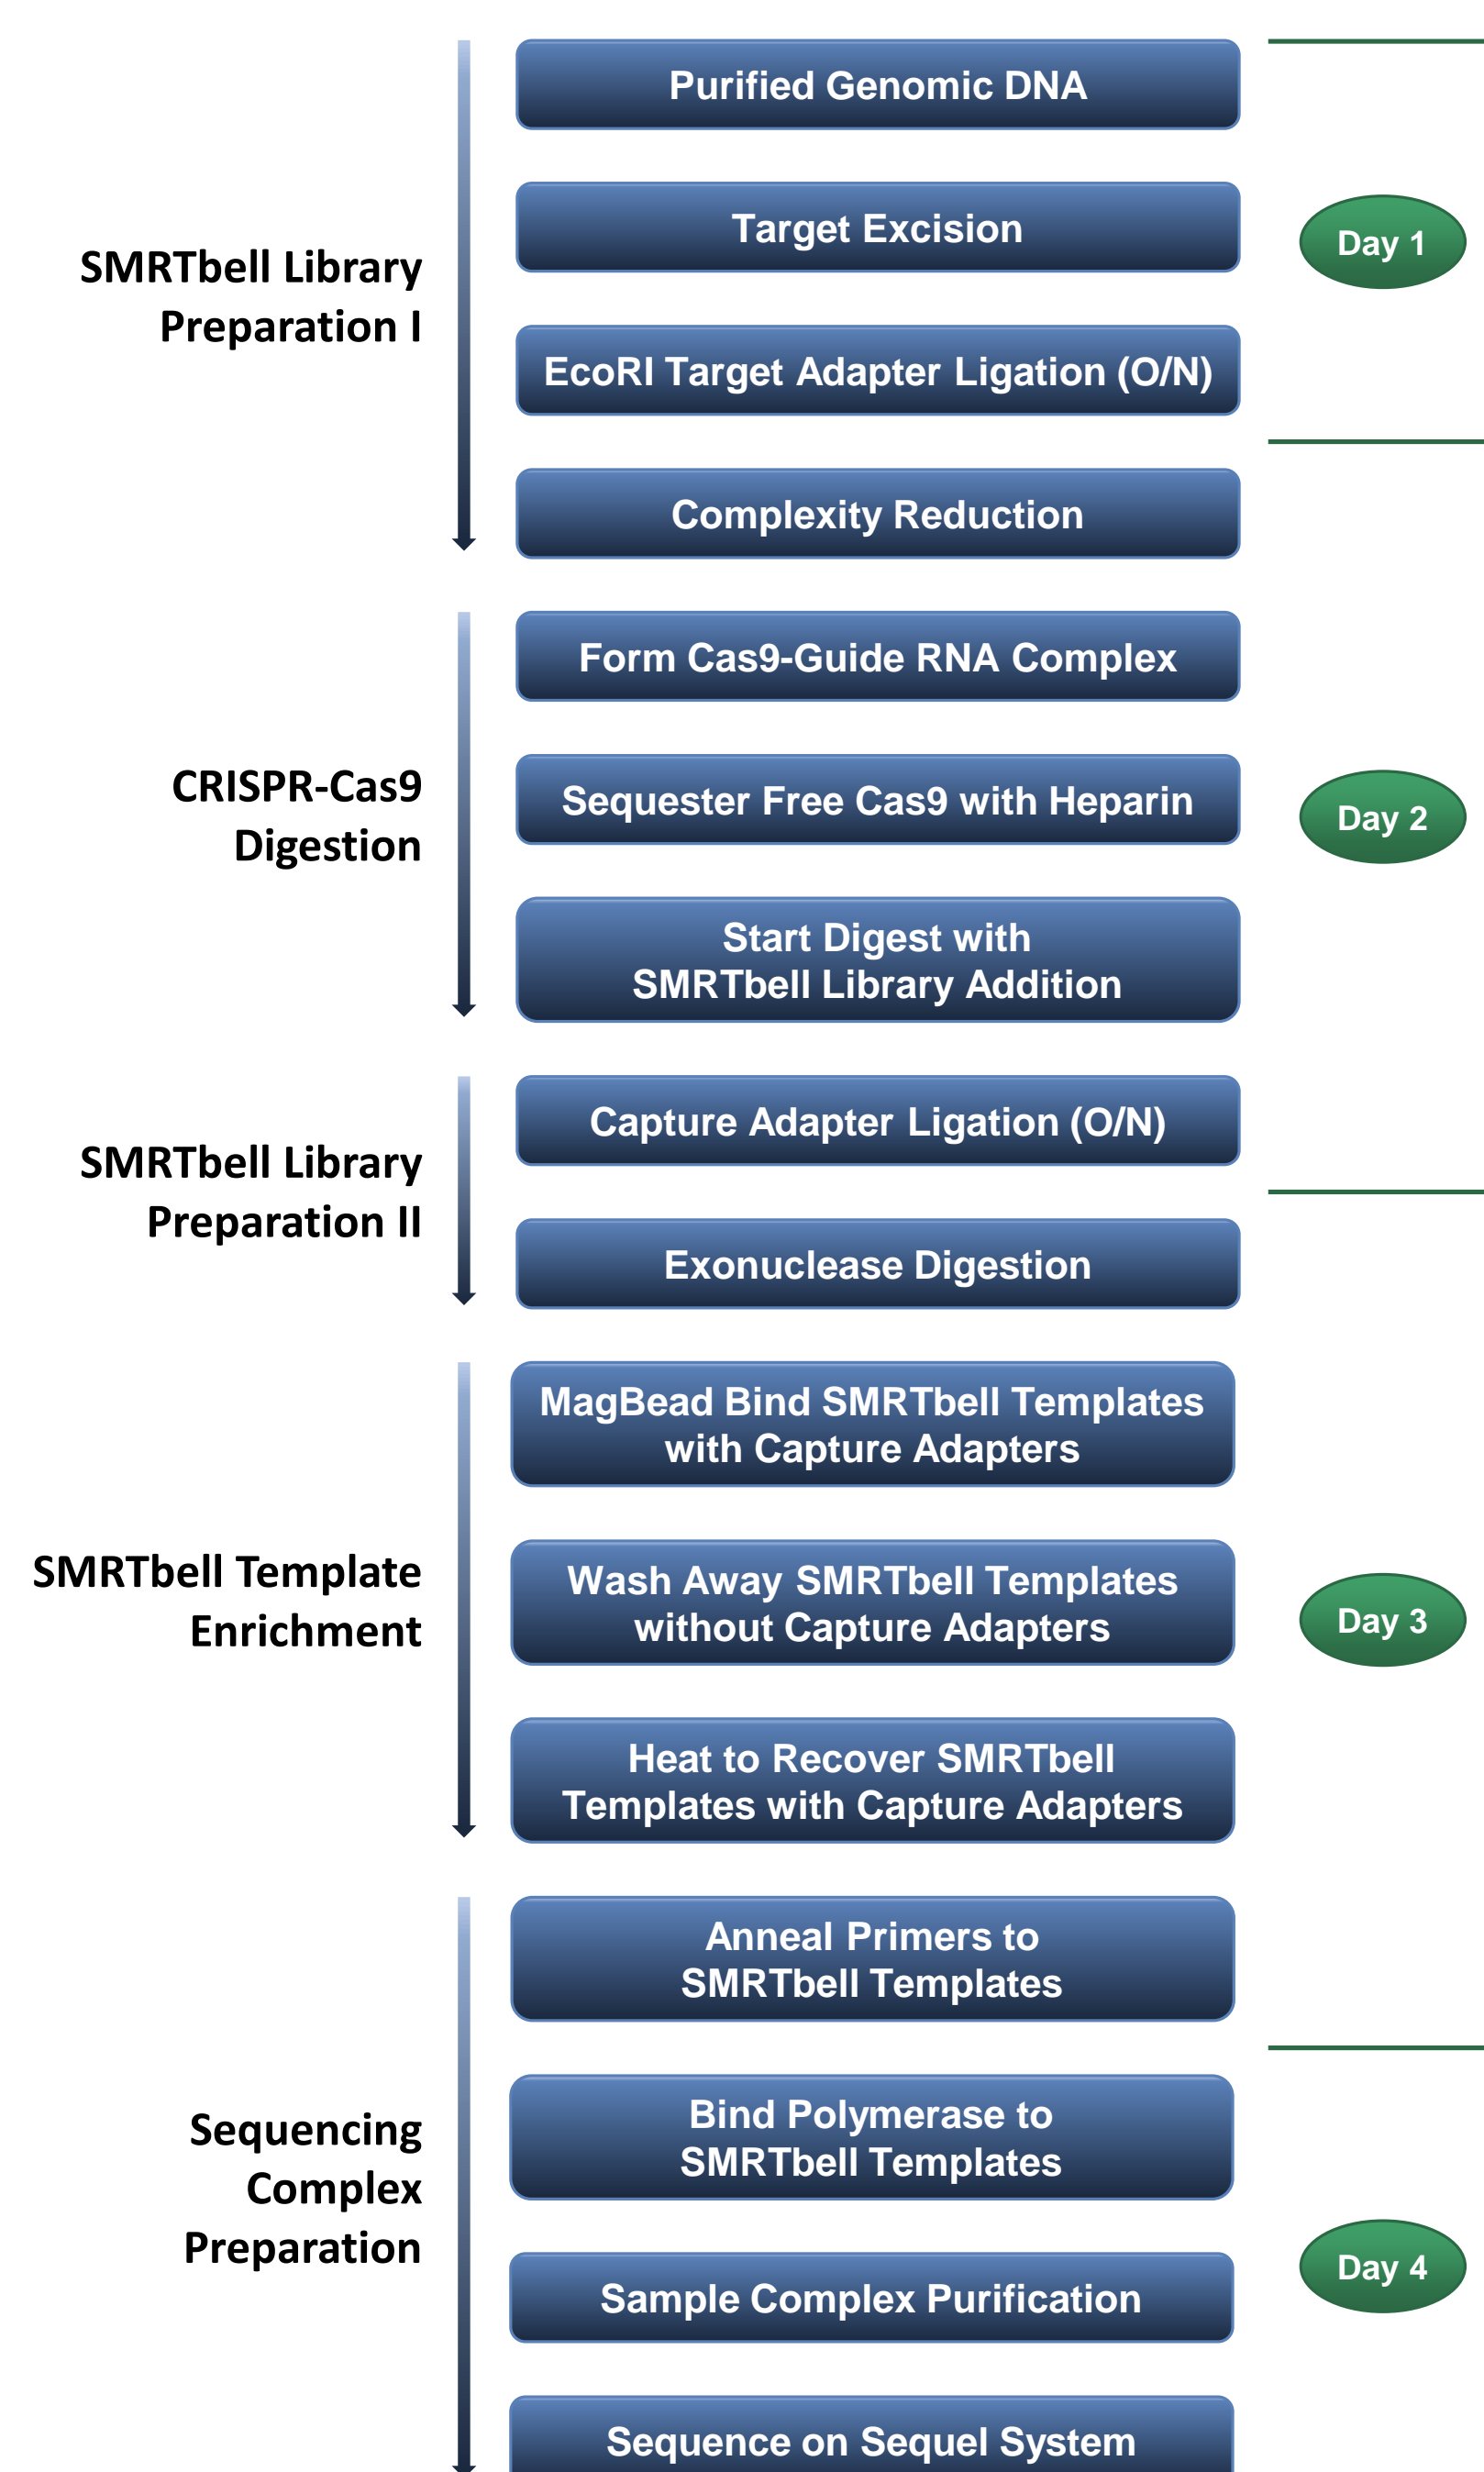 Purified Genomic DNA
Target Excision
Day 1
SMRTbell Library
Preparation I
EcoRI Target Adapter Ligation (O/N)
Complexity Reduction
Form Cas9-Guide RNA Complex
CRISPR-Cas9
Digestion
Sequester Free Cas9 with Heparin
Day 2
Start Digest with
SMRTbell Library Addition
SMRTbell Library
Preparation II
Capture Adapter Ligation (O/N)
Exonuclease Digestion
MagBead Bind SMRTbell Templates
with Capture Adapters
SMRTbell Template
Enrichment
Wash Away SMRTbell Templates
without Capture Adapters
Day 3
Heat to Recover SMRTbell
Templates with Capture Adapters
Anneal Primers to
SMRTbell Templates
Sequencing
Complex
Preparation
Bind Polymerase to
SMRTbell Templates
Sample Complex Purification
Day 4
Sequence on Sequel System